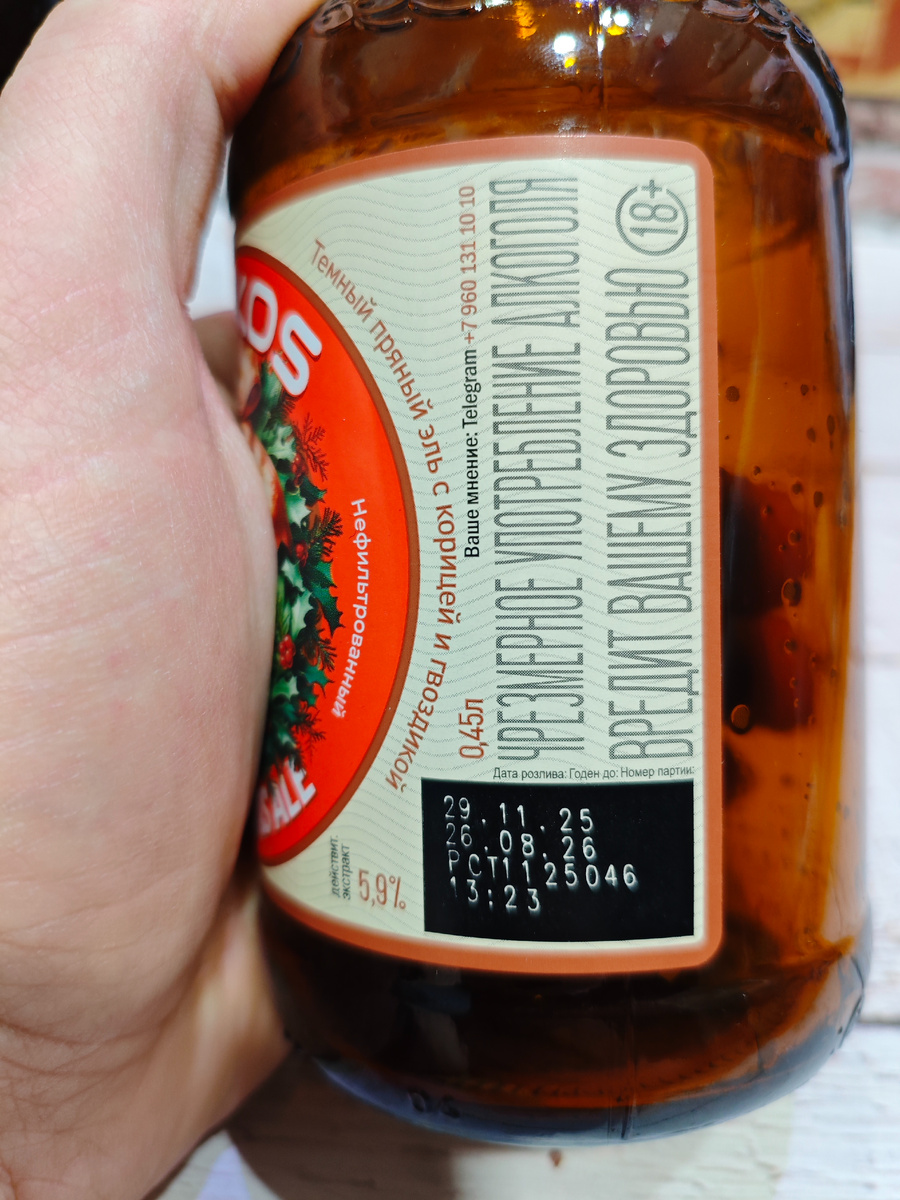 Темный пряный эль с корицей и гвоздикой
Нефильтрованный
действит.
экстракт
5,9%
0,45л
Ваше мнение: Telegram +7 960 131 10 10
ЧРЕЗМЕРНОЕ УПОТРЕБЛЕНИЕ АЛКОГОЛЯ
ВРЕДИТ ВАШЕМУ ЗДОРОВЬЮ
18+
Дата розлива: Годен до: Номер партии:
29.11.25
26.08.26
РСТ1125046
13:23